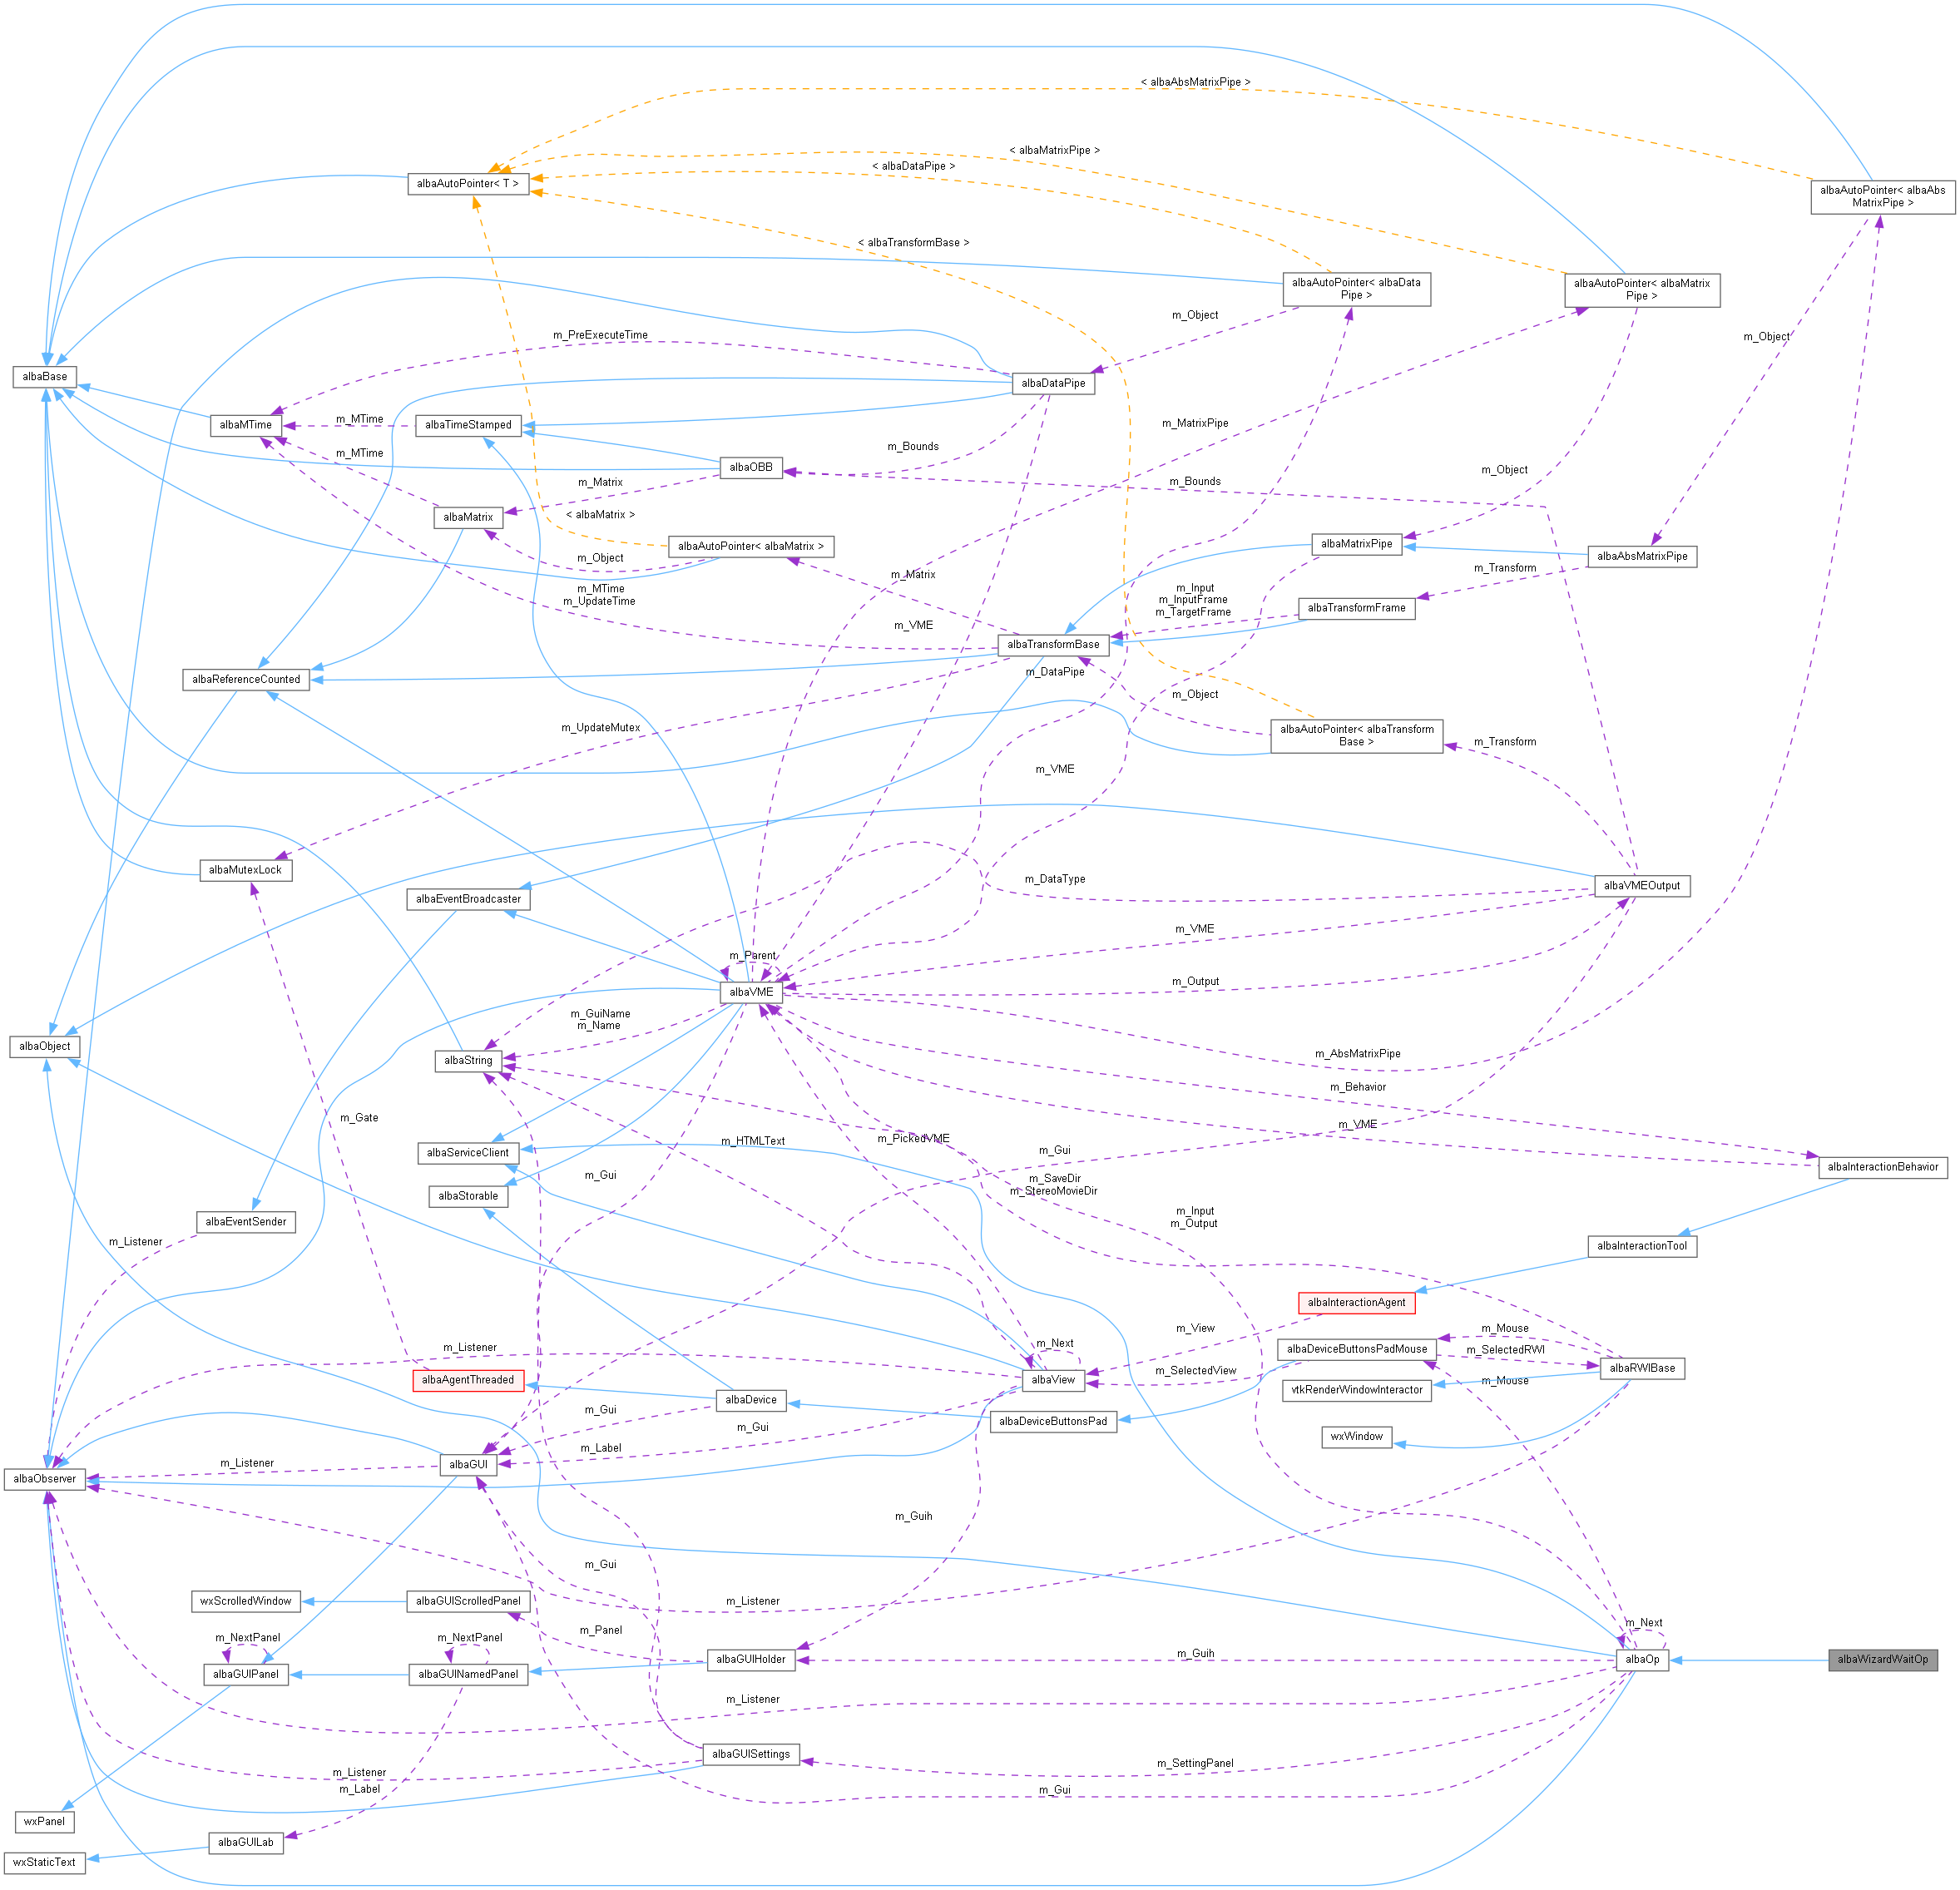 < albaAbsMatrixPipe >
< albaMatrixPipe >
< albaDataPipe >
albaAutoPointer< T >
albaAutoPointer< albaAbs
MatrixPipe >
< albaTransformBase >
albaAutoPointer< albaData
Pipe >
albaAutoPointer< albaMatrix
Pipe >
m_Object
m_PreExecuteTime
m_Object
albaBase
albaDataPipe
m_MTime
albaMTime
albaTimeStamped
m_MatrixPipe
m_Bounds
m_MTime
albaOBB
m_Object
m_Matrix
m_Bounds
albaMatrix
< albaMatrix >
albaAutoPointer< albaMatrix >
albaMatrixPipe
albaAbsMatrixPipe
m_Object
m_Transform
m_Matrix
m_MTime
m_UpdateTime
m_Input
m_InputFrame
m_TargetFrame
albaTransformFrame
m_VME
albaTransformBase
albaReferenceCounted
m_DataPipe
m_Object
m_UpdateMutex
albaAutoPointer< albaTransform
Base >
m_Transform
m_VME
albaMutexLock
m_DataType
albaVMEOutput
albaEventBroadcaster
m_VME
m_Parent
m_Output
albaVME
m_GuiName
m_Name
albaObject
albaString
m_AbsMatrixPipe
m_Behavior
m_Gate
m_VME
m_HTMLText
m_PickedVME
m_Gui
albaServiceClient
albaInteractionBehavior
m_Gui
m_SaveDir
m_StereoMovieDir
albaStorable
m_Input
m_Output
albaEventSender
m_Listener
albaInteractionTool
albaInteractionAgent
m_View
m_Mouse
m_Next
m_Listener
albaDeviceButtonsPadMouse
m_SelectedRWI
albaRWIBase
m_SelectedView
albaAgentThreaded
albaView
m_Mouse
vtkRenderWindowInteractor
albaDevice
m_Gui
albaDeviceButtonsPad
m_Gui
wxWindow
m_Label
m_Listener
albaGUI
albaObserver
m_Guih
m_Gui
wxScrolledWindow
albaGUIScrolledPanel
m_Listener
m_Next
m_Panel
m_NextPanel
m_NextPanel
m_Guih
albaGUIHolder
albaOp
albaWizardWaitOp
albaGUIPanel
albaGUINamedPanel
m_Listener
albaGUISettings
m_SettingPanel
m_Listener
m_Label
m_Gui
wxPanel
albaGUILab
wxStaticText